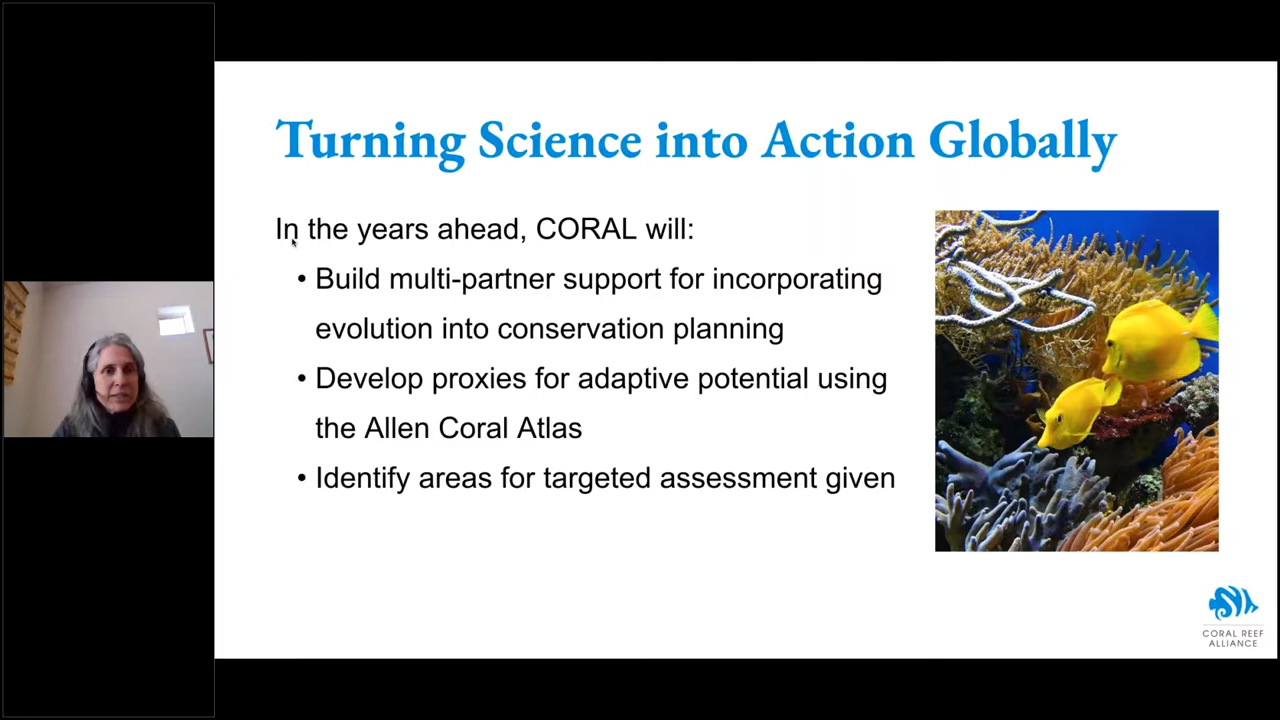 Turning Science into Action Globally
In the years ahead, CORAL will:
• Build multi-partner support for incorporating
evolution into conservation planning
• Develop proxies for adaptive potential using
the Allen Coral Atlas
• Identify areas for targeted assessment given
CORAL REEF
ALLIANCE